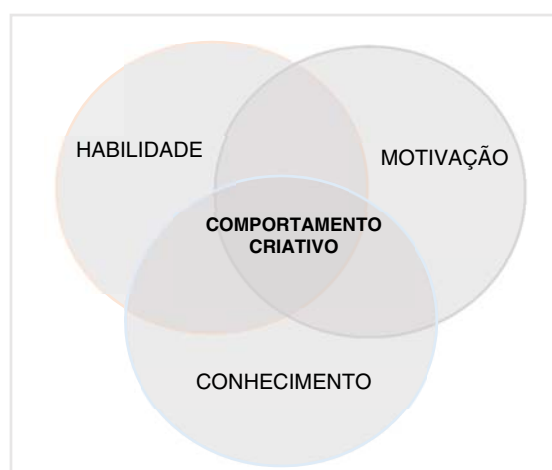 HABILIDADE
MOTIVAÇÃO
COMPORTAMENTO
CRIATIVO
CONHECIMENTO